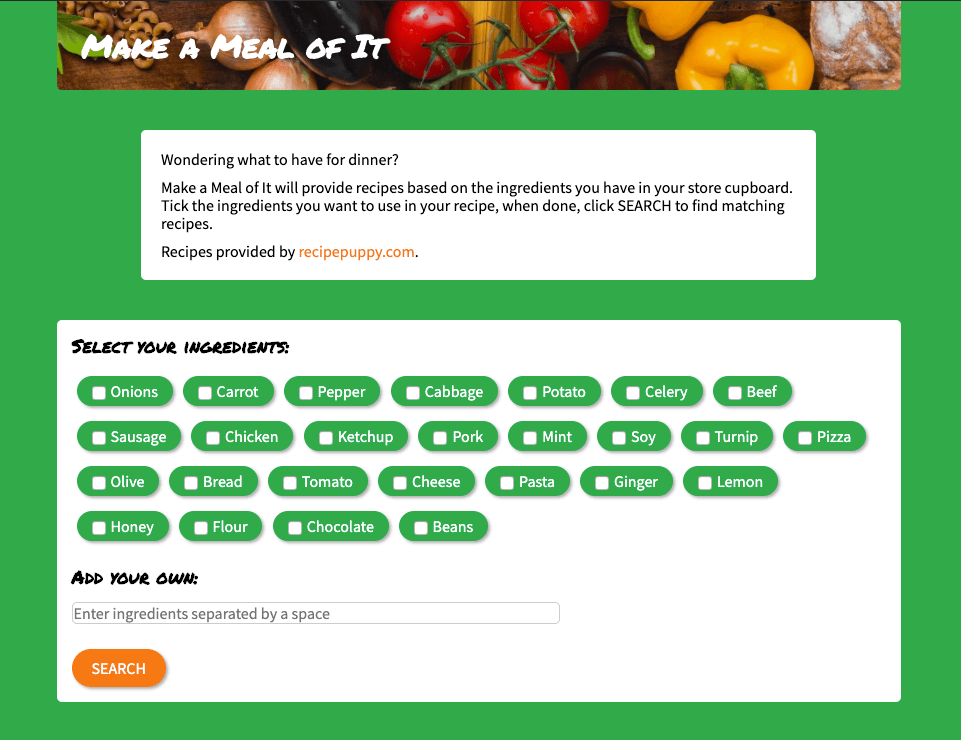 Make a Meal of It
Wondering what to have for dinner?
Make a Meal of It will provide recipes based on the ingredients you have in your store cupboard.
Tick the ingredients you want to use in your recipe, when done, click SEARCH to find matching
recipes.
Recipes provided by recipepuppy.com.
Select your ingredients:
Onions Carrot Pepper Cabbage Potato Celery Beef
Sausage Chicken Ketchup Pork Mint Soy Turnip Pizza
Olive Bread Tomato Cheese Pasta Ginger Lemon
Honey Flour Chocolate Beans
Add your own:
Enter ingredients separated by a space
SEARCH